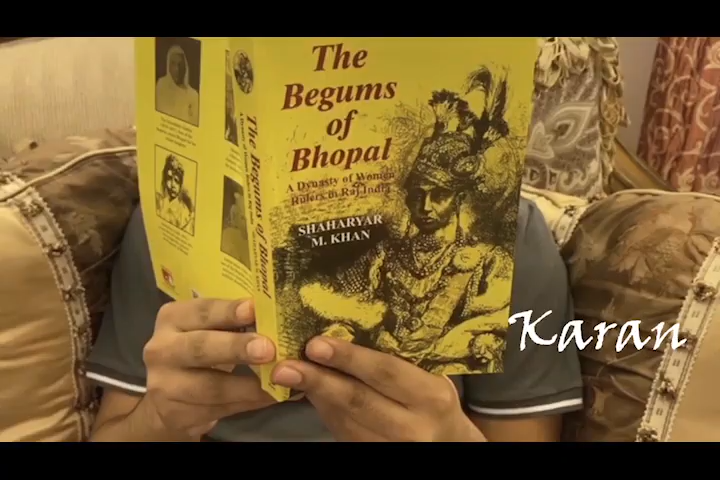 The
Begums
of
Bhopal
A Dynasty of Women
Rulers in Raj India
SHAHARYAR
M. KHAN
The Begums of Bhopal
Karan